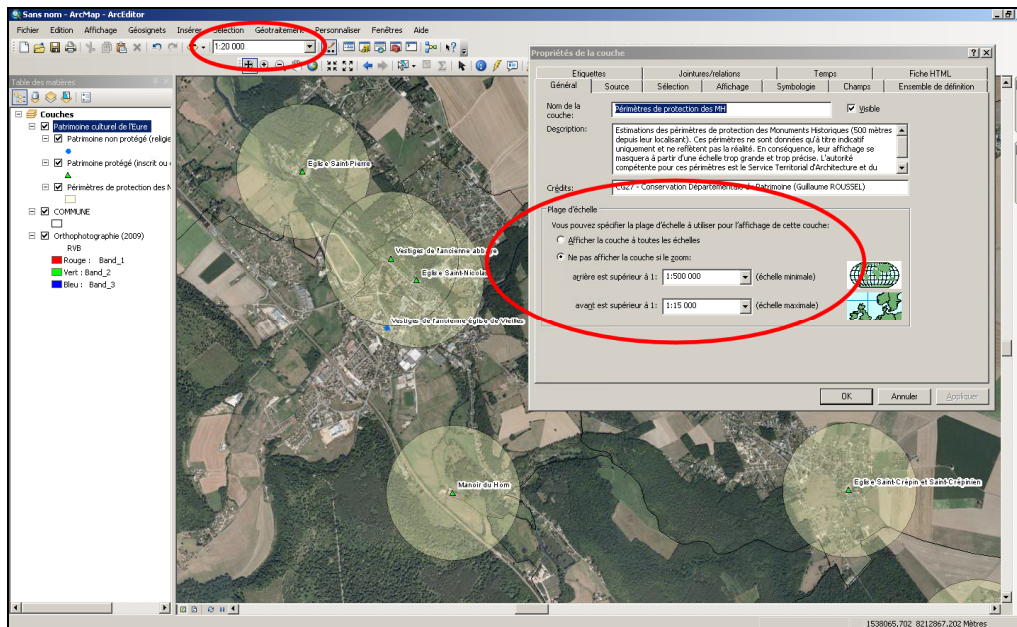 Sans nom - ArcMap - ArcEditor
Fichier Edition Affichage Géosignets Insérer Sélection Géotraitement Personnaliser Fenêtres Aide
1:20 000
Table des matières
Couches
Patrimoine culturel de l'Eure
Patrimoine non protégé (religie
Patrimoine protégé (inscrit ou
Périmètres de protection des M
COMMUNE
Orthophotographie (2009)
RVB
Rouge : Band_1
Vert : Band_2
Bleu : Band_3
Eglise Saint-Pierre
Vestiges de l'ancienne abbaye
Eglise Saint-Nicolas
Vestiges de l'ancienne église de Vieilles
Manoir du Hom
Eglise Saint-Crépin et Saint-Crépinien
Propriétés de la couche
Etiquettes Jointures/relations Temps Fiche HTML
Général Source Sélection Affichage Symbologie Champs Ensemble de définition
Nom de la couche: Périmètres de protection des MH Visible
Description: Estimations des périmètres de protection des Monuments Historiques (500 mètres
depuis leur localisant). Ces périmètres ne sont données qu'à titre indicatif
uniquement et ne reflètent pas la réalité. En conséquence, leur affichage se
masquera à partir d'une échelle trop grande et trop précise. L'autorité
compétente pour ces périmètres est le Service Territorial d'Architecture et du
Crédits: CG27 - Conservation Départementale du Patrimoine (Guillaume ROUSSEL)
Plage d'échelle
Vous pouvez spécifier la plage d'échelle à utiliser pour l'affichage de cette couche:
Afficher la couche à toutes les échelles
Ne pas afficher la couche si le zoom:
arrière est supérieur à 1: 1:500 000 (échelle minimale)
avant est supérieur à 1: 1:15 000 (échelle maximale)
OK Annuler Appliquer
1538065,702 8212867,202 Mètres